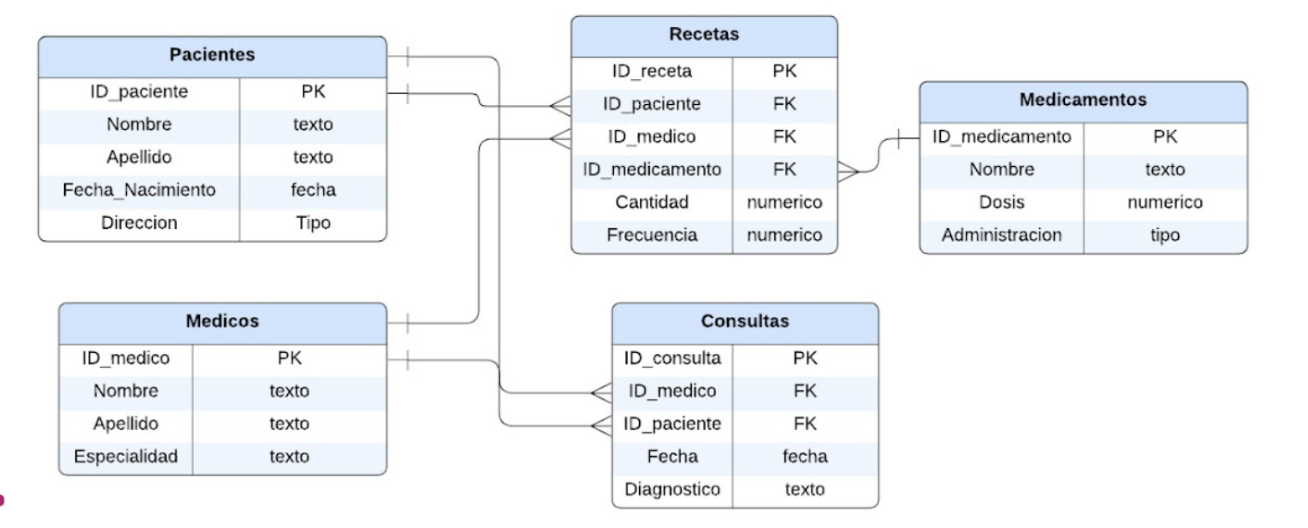 Pacientes
ID_paciente PK
Nombre texto
Apellido texto
Fecha_Nacimiento fecha
Direccion Tipo
Recetas
ID_receta PK
ID_paciente FK
ID_medico FK
ID_medicamento FK
Cantidad numerico
Frecuencia numerico
Medicamentos
ID_medicamento PK
Nombre texto
Dosis numerico
Administracion tipo
Medicos
ID_medico PK
Nombre texto
Apellido texto
Especialidad texto
Consultas
ID_consulta PK
ID_medico FK
ID_paciente FK
Fecha fecha
Diagnostico texto